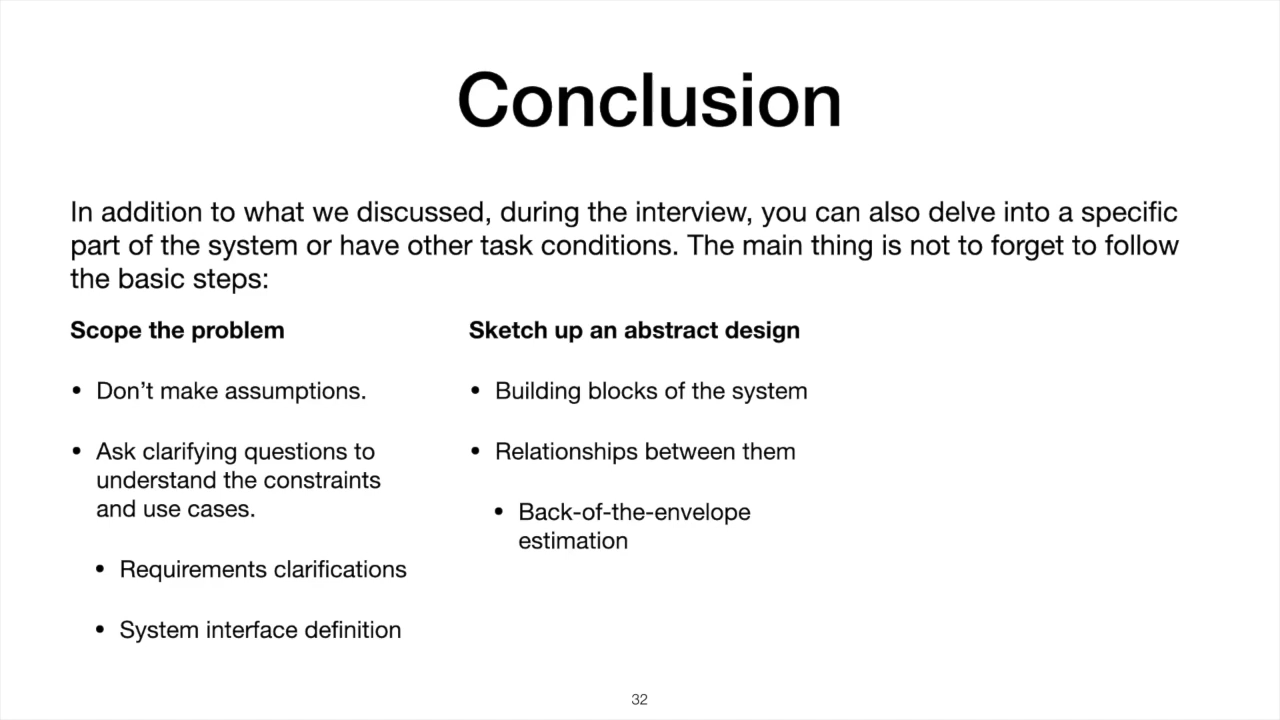 Conclusion
In addition to what we discussed, during the interview, you can also delve into a specific
part of the system or have other task conditions. The main thing is not to forget to follow
the basic steps:
Scope the problem
• Don’t make assumptions.
• Ask clarifying questions to
understand the constraints
and use cases.
• Requirements clarifications
• System interface definition
Sketch up an abstract design
• Building blocks of the system
• Relationships between them
• Back-of-the-envelope
estimation
32